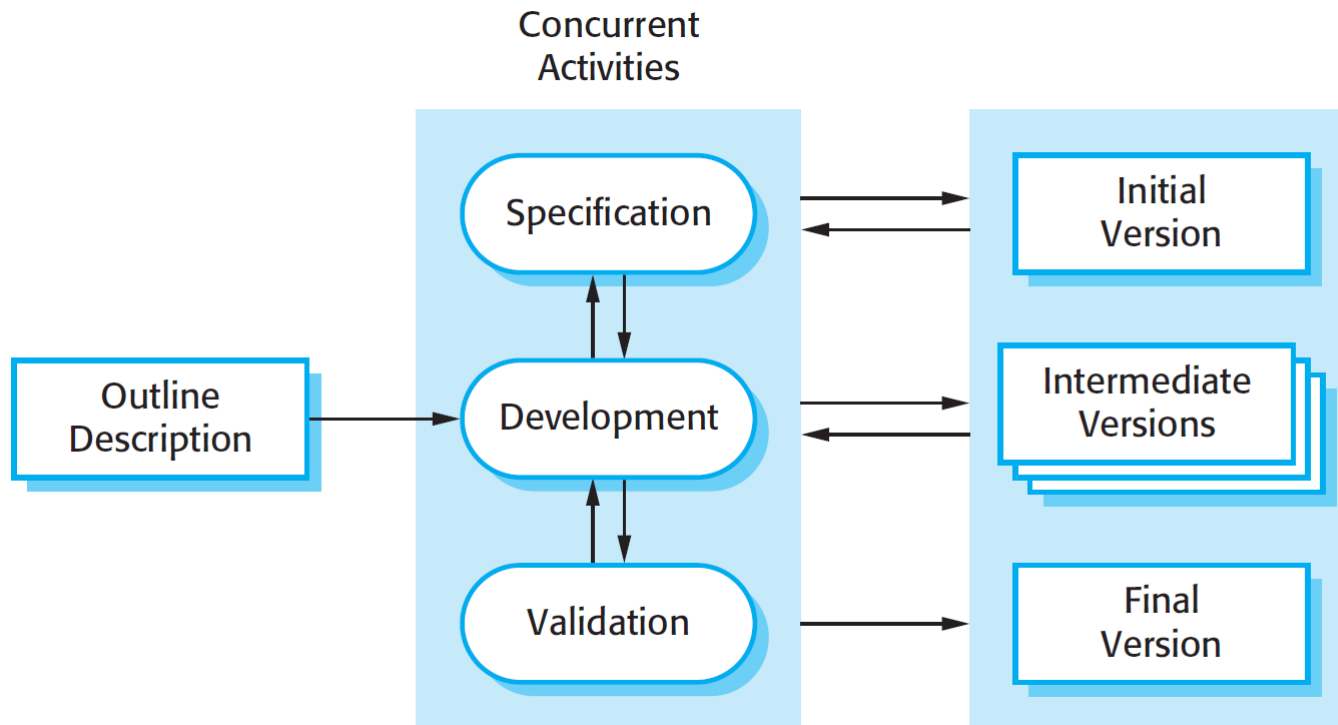 Concurrent
Activities
Specification
Initial
Version
Outline
Description
Development
Intermediate
Versions
Validation
Final
Version